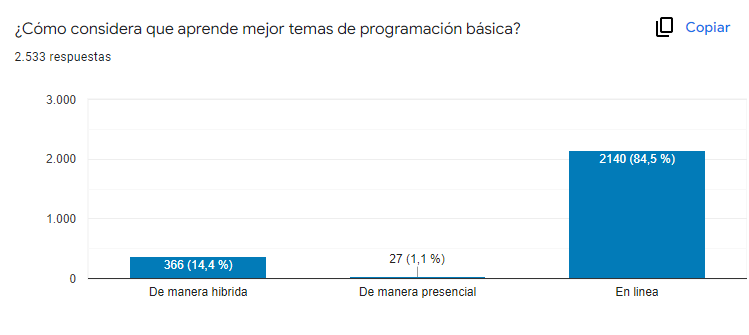 ¿Cómo considera que aprende mejor temas de programación básica?
Copiar
2.533 respuestas
3.000
2.000
1.000
0
366 (14,4 %)
27 (1,1 %)
2140 (84,5 %)
De manera hibrida
De manera presencial
En linea